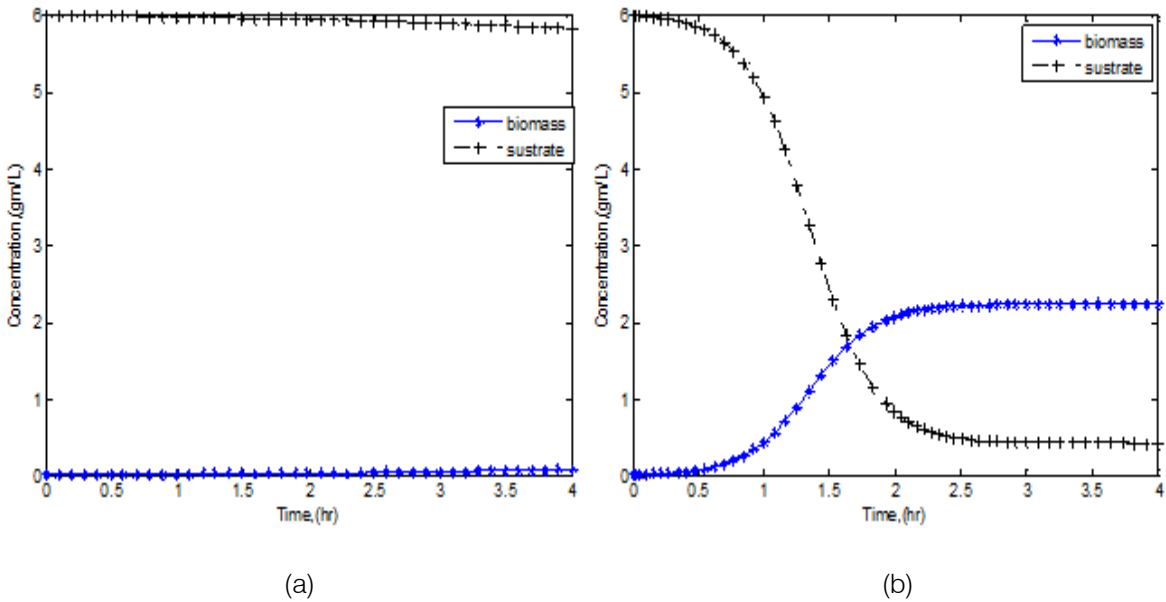 6
5
4
3
2
1
0
Concentration,(gm/L)
biomass
sustrate
0 0.5 1 1.5 2 2.5 3 3.5 4
Time,(hr)
(a)
6
5
4
3
2
1
0
Concentration,(gm/L)
biomass
sustrate
0 0.5 1 1.5 2 2.5 3 3.5 4
Time,(hr)
(b)